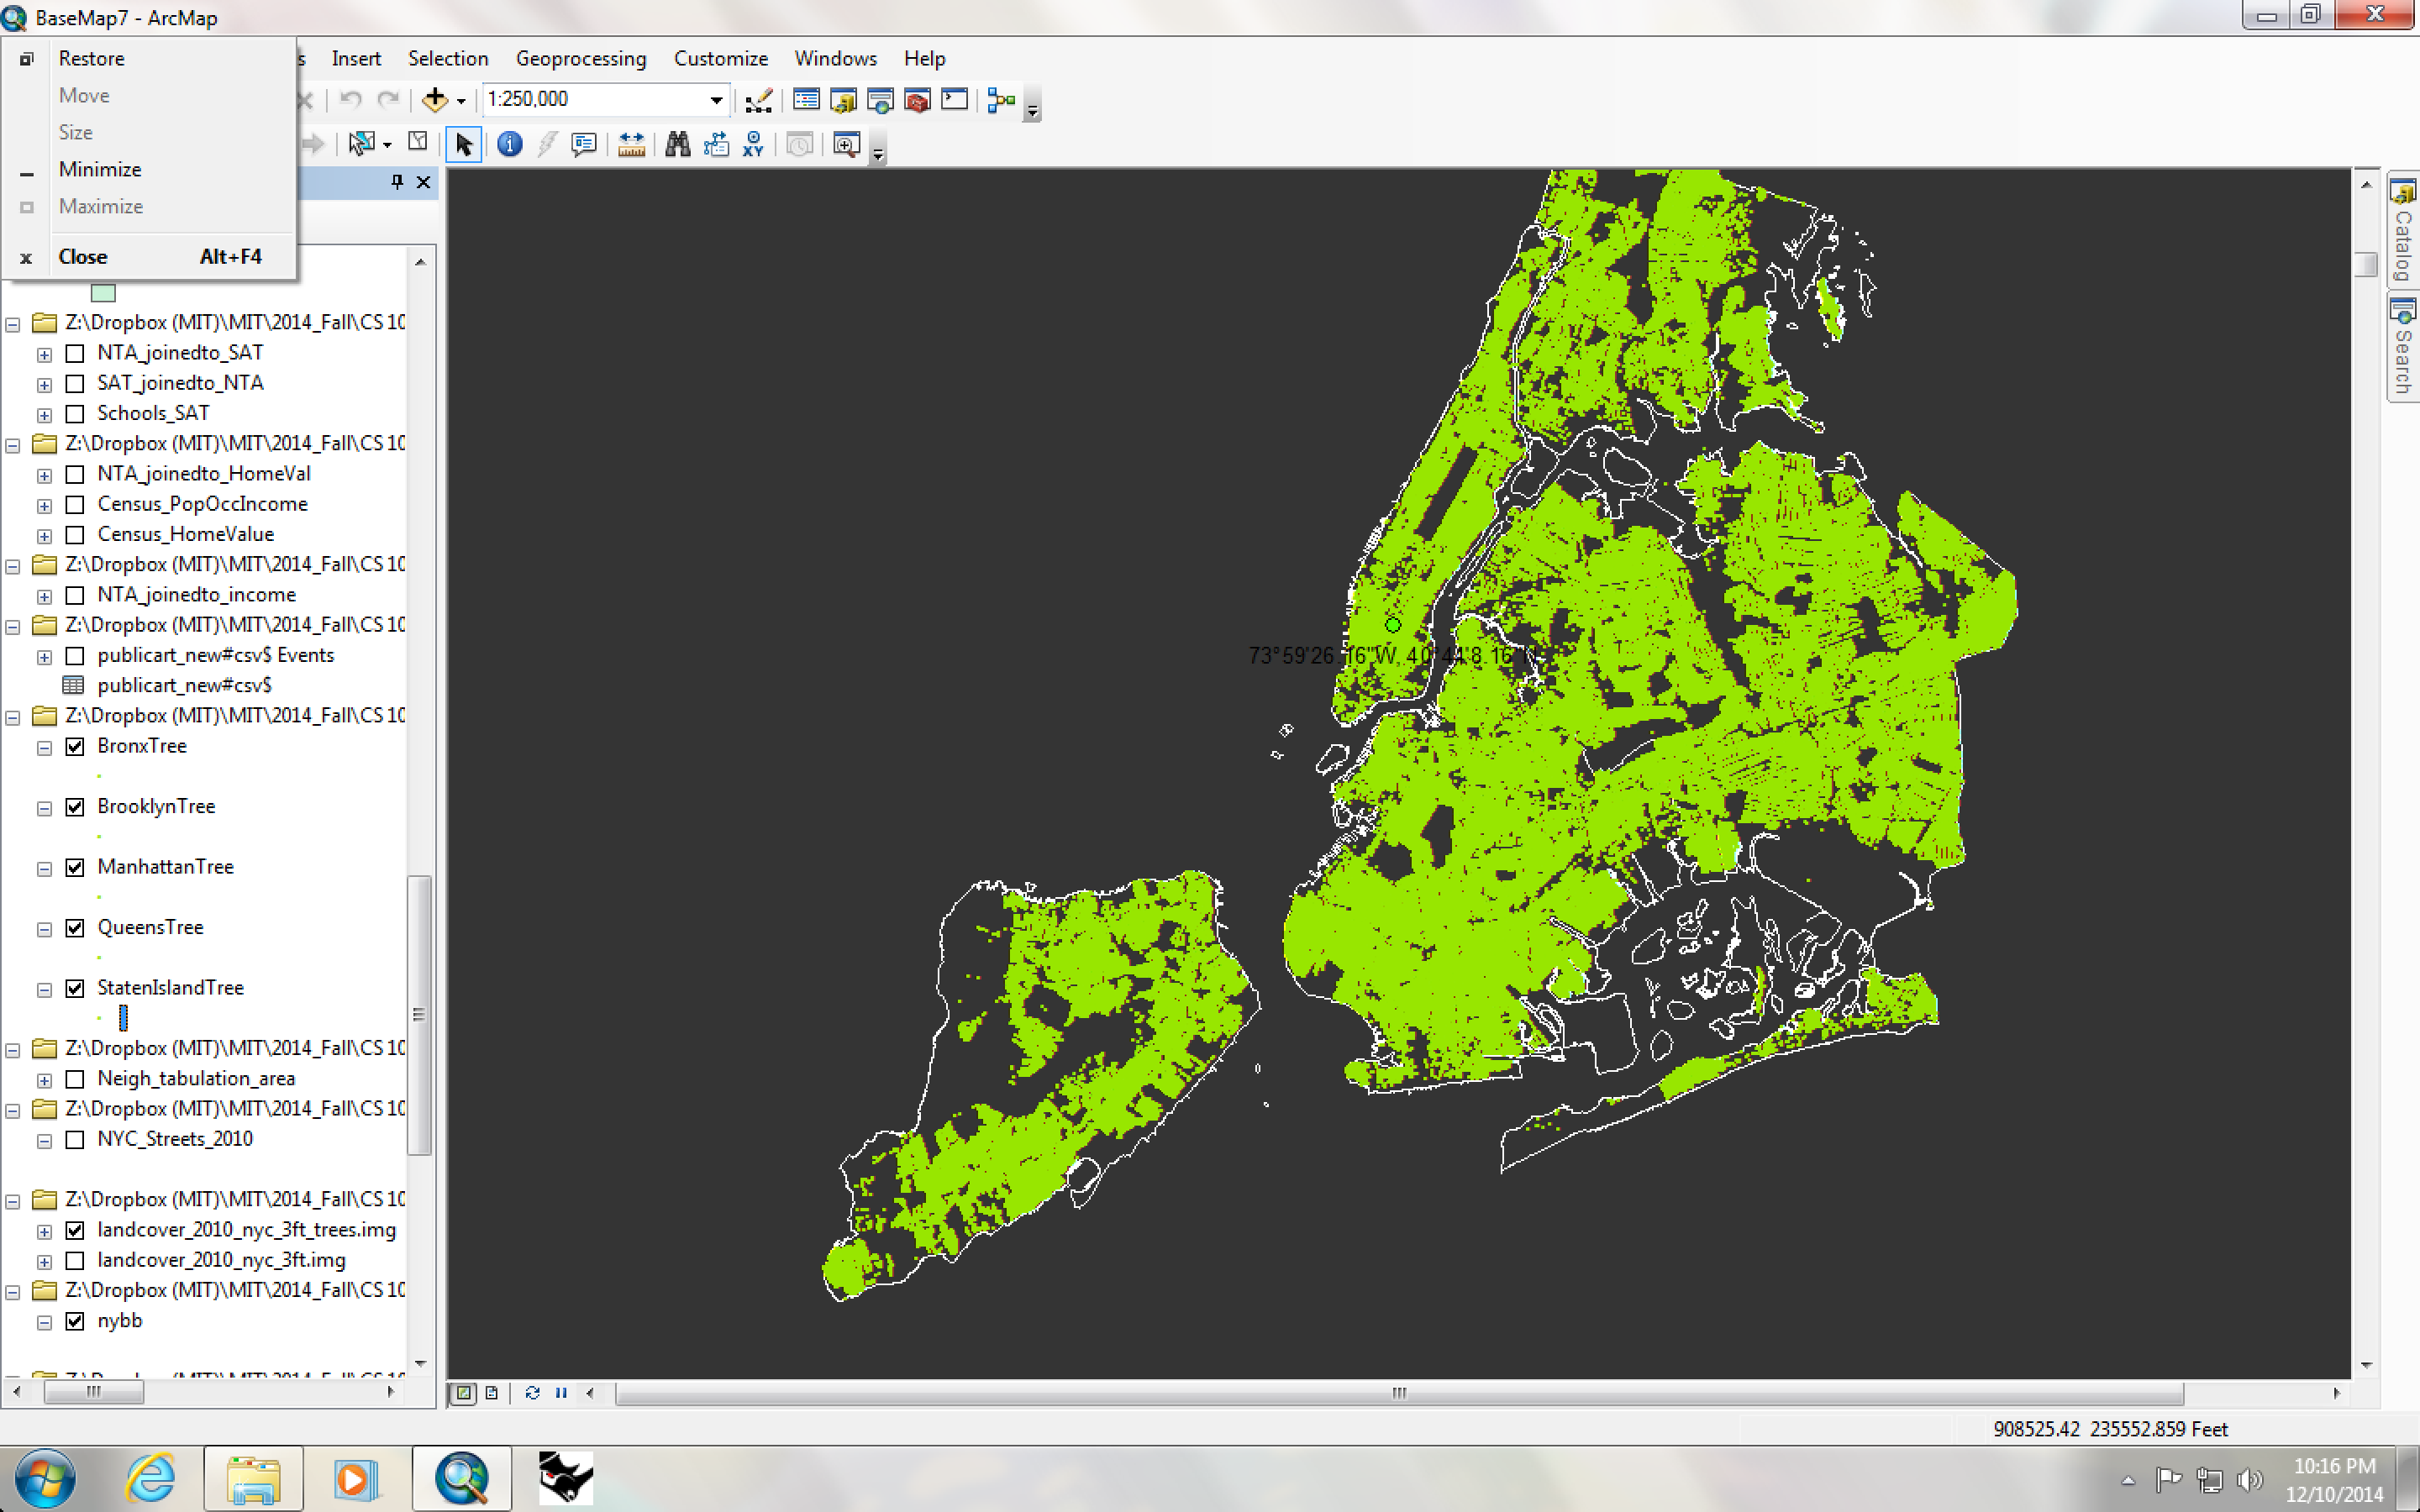 BaseMap7 - ArcMap
Restore
Move
Size
Minimize
Maximize
Close Alt+F4
s Insert Selection Geoprocessing Customize Windows Help
1:250,000
XY
Catalog
Search
Z:\Dropbox (MIT)\MIT\2014_Fall\CS 10
NTA_joinedto_SAT
SAT_joinedto_NTA
Schools_SAT
Z:\Dropbox (MIT)\MIT\2014_Fall\CS 10
NTA_joinedto_HomeVal
Census_PopOccIncome
Census_HomeValue
Z:\Dropbox (MIT)\MIT\2014_Fall\CS 10
NTA_joinedto_income
Z:\Dropbox (MIT)\MIT\2014_Fall\CS 10
publicart_new#csv$ Events
publicart_new#csv$
Z:\Dropbox (MIT)\MIT\2014_Fall\CS 10
BronxTree
BrooklynTree
ManhattanTree
QueensTree
StatenIslandTree
Z:\Dropbox (MIT)\MIT\2014_Fall\CS 10
Neigh_tabulation_area
Z:\Dropbox (MIT)\MIT\2014_Fall\CS 10
NYC_Streets_2010
Z:\Dropbox (MIT)\MIT\2014_Fall\CS 10
landcover_2010_nyc_3ft_trees.img
landcover_2010_nyc_3ft.img
Z:\Dropbox (MIT)\MIT\2014_Fall\CS 10
nybb
73°59'26.16"W, 40°44'8.16"N
908525.42 235552.859 Feet
10:16 PM
12/10/2014